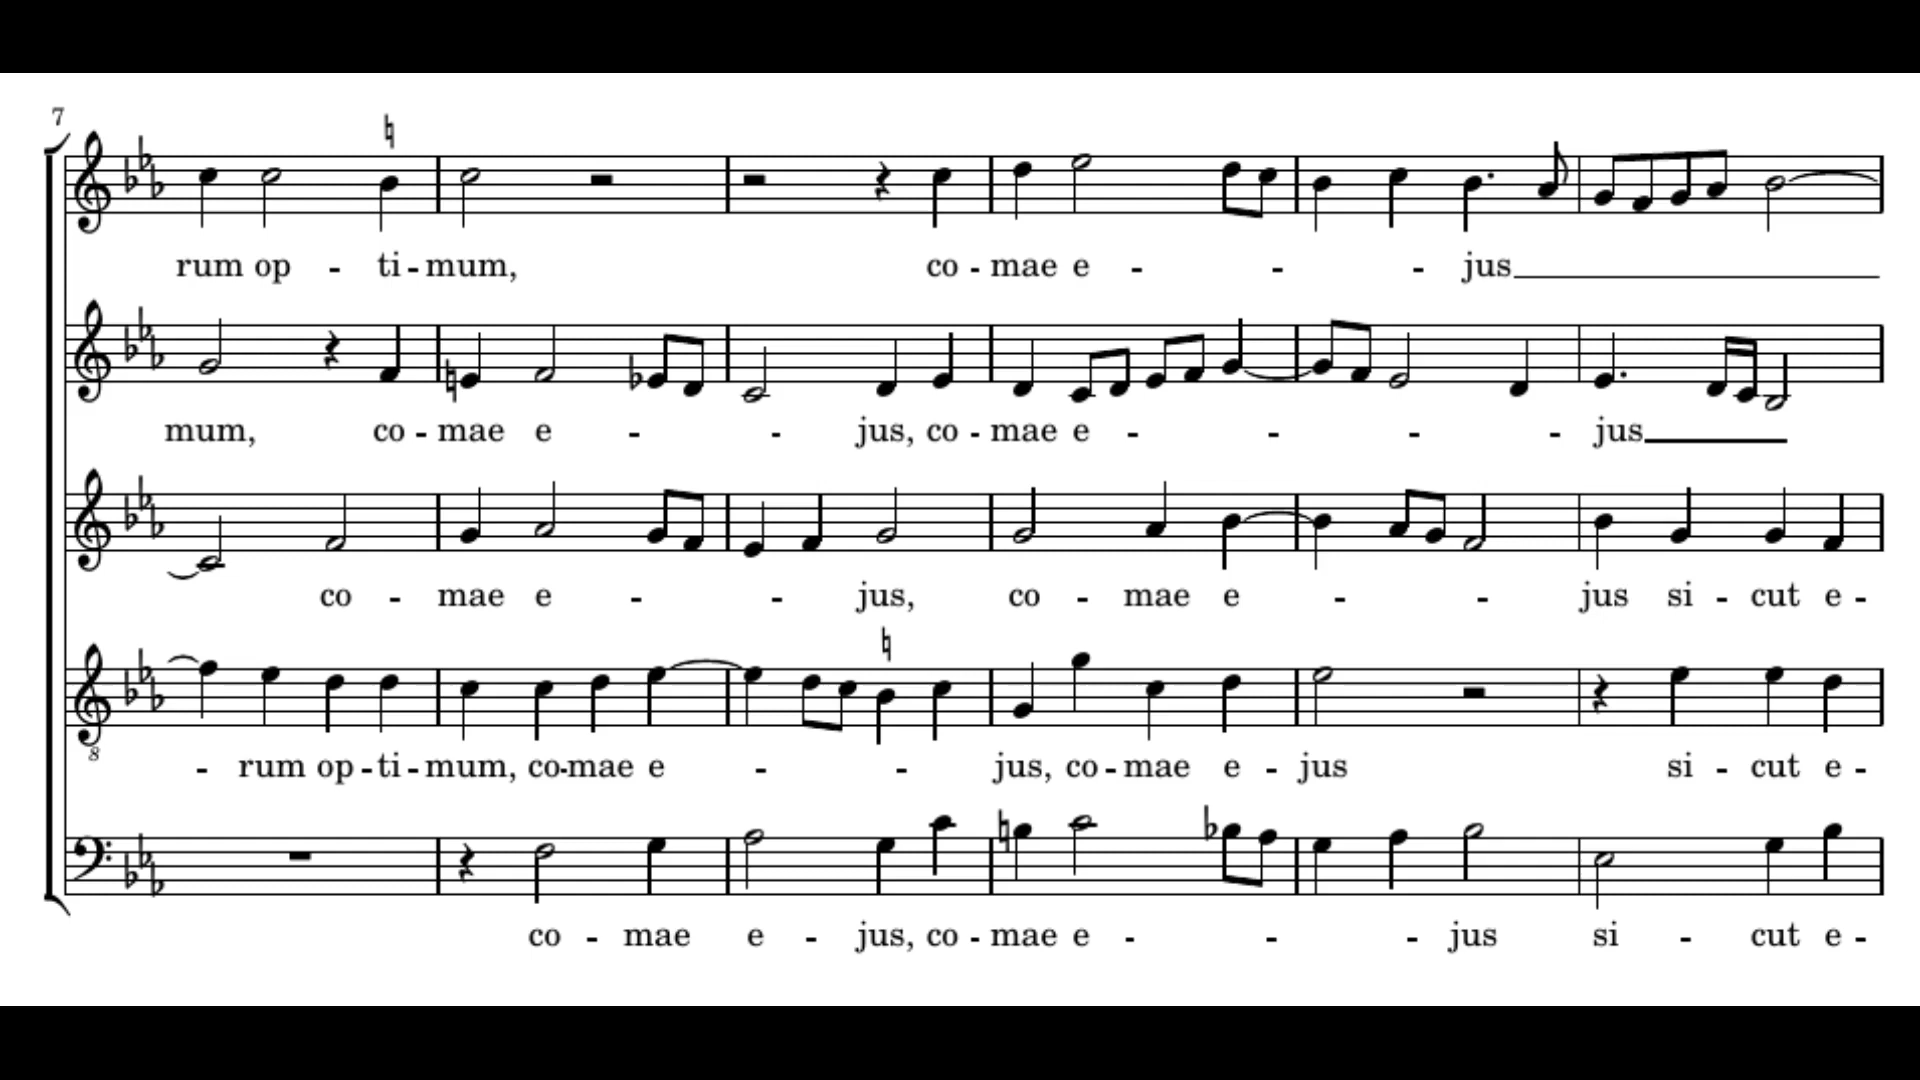 7
rum op - ti - mum, co - mae e - - - jus
mum, co - mae e - - jus, co - mae e - - - - jus
co - mae e - - jus, co - mae e - - jus si - cut e -
- rum op - ti - mum, co - mae e - - jus, co - mae e - jus si - cut e -
8
co - mae e - jus, co - mae e - - - jus si - cut e -